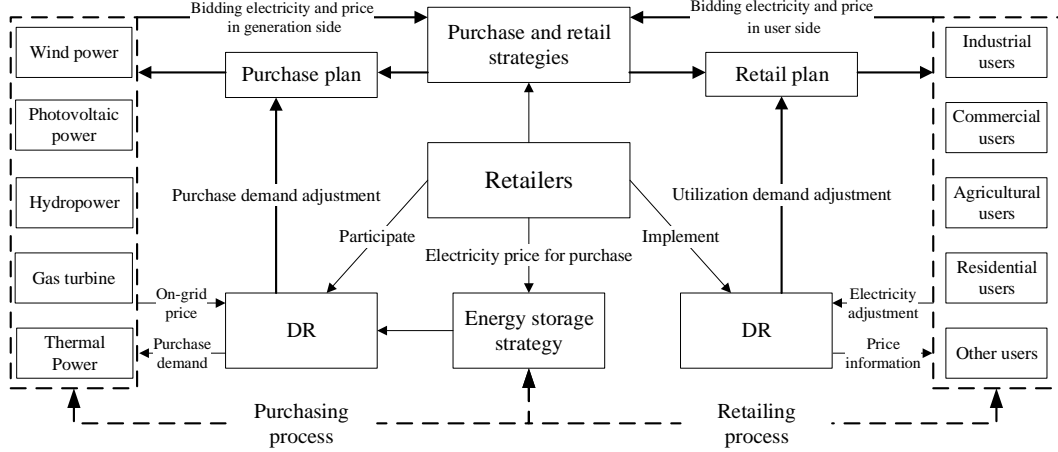 Bidding electricity and price
in generation side
Bidding electricity and price
in user side
Purchase and retail
strategies
Wind power
Purchase plan
Retail plan
Industrial
users
Photovoltaic
power
Commercial
users
Retailers
Purchase demand adjustment
Utilization demand adjustment
Hydropower
Agricultural
users
Participate
Implement
Electricity price for purchase
Gas turbine
Residential
users
On-grid
price
DR
Energy storage
strategy
DR
Electricity
adjustment
Thermal
Power
Purchase
demand
Price
information
Other users
Purchasing
process
Retailing
process